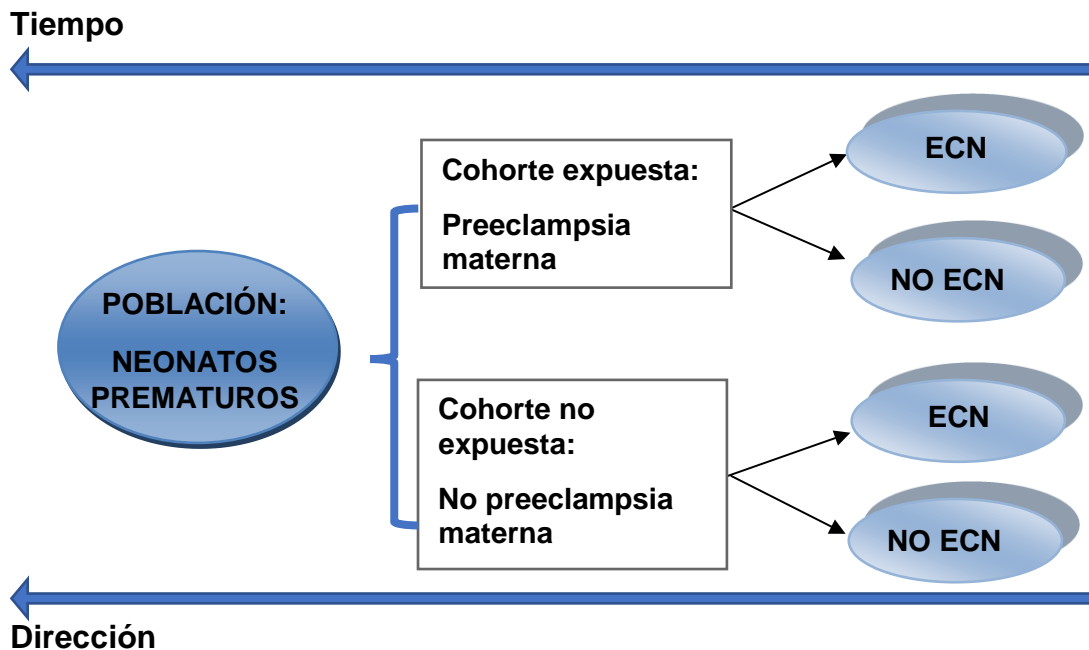 Tiempo
POBLACIÓN:
NEONATOS
PREMATUROS
Cohorte expuesta:
Preeclampsia
materna
ECN
NO ECN
Cohorte no
expuesta:
No preeclampsia
materna
ECN
NO ECN
Dirección